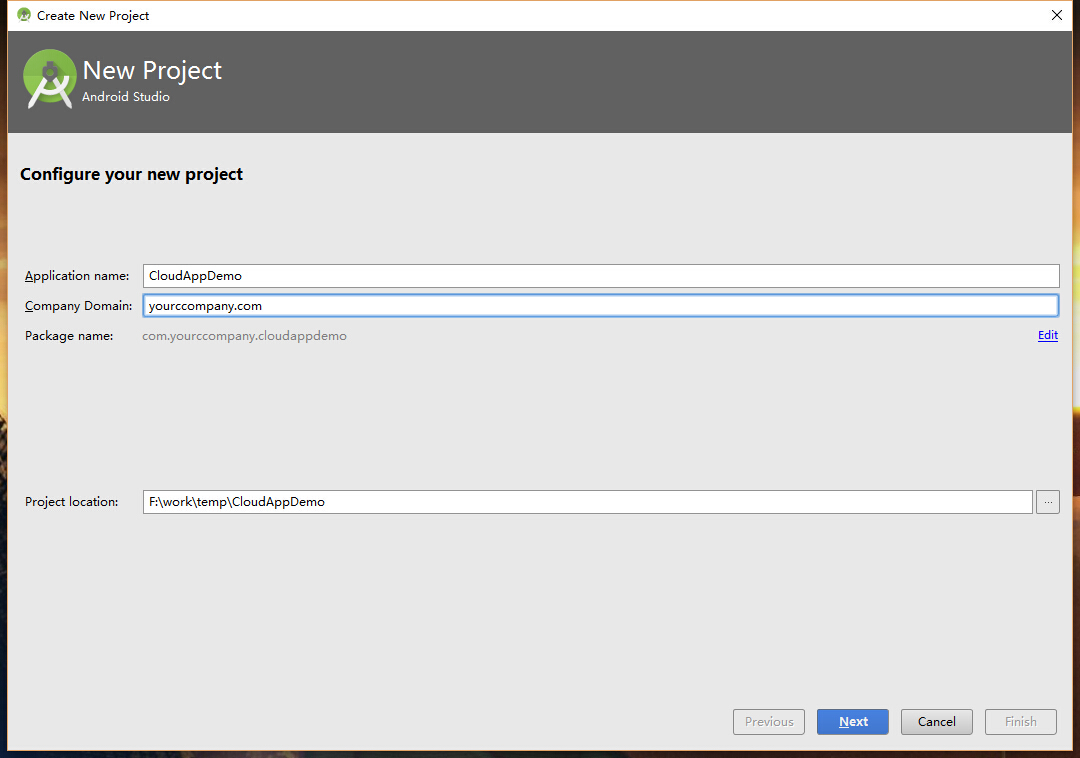 Create New Project
New Project
Android Studio
Configure your new project
Application name: CloudAppDemo
Company Domain: yourccompany.com
Package name: com.yourccompany.cloudappdemo Edit
Project location: F:\work\temp\CloudAppDemo ...
Previous Next Cancel Finish